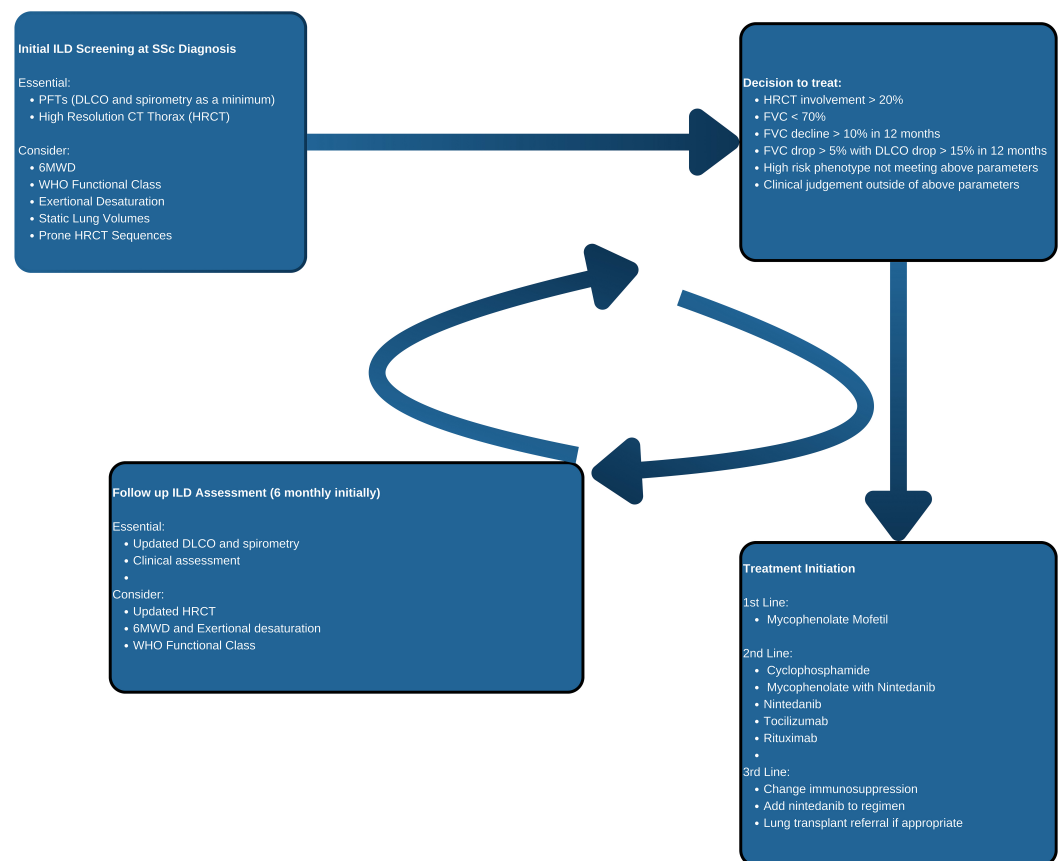 Initial ILD Screening at SSc Diagnosis
Essential:
• PFTs (DLCO and spirometry as a minimum)
• High Resolution CT Thorax (HRCT)
Consider:
• 6MWD
• WHO Functional Class
• Exertional Desaturation
• Static Lung Volumes
• Prone HRCT Sequences
Decision to treat:
• HRCT involvement > 20%
• FVC < 70%
• FVC decline > 10% in 12 months
• FVC drop > 5% with DLCO drop > 15% in 12 months
• High risk phenotype not meeting above parameters
• Clinical judgement outside of above parameters
Follow up ILD Assessment (6 monthly initially)
Essential:
• Updated DLCO and spirometry
• Clinical assessment
•
Consider:
• Updated HRCT
• 6MWD and Exertional desaturation
• WHO Functional Class
Treatment Initiation
1st Line:
• Mycophenolate Mofetil
2nd Line:
• Cyclophosphamide
• Mycophenolate with Nintedanib
• Nintedanib
• Tocilizumab
• Rituximab
•
3rd Line:
• Change immunosuppression
• Add nintedanib to regimen
• Lung transplant referral if appropriate